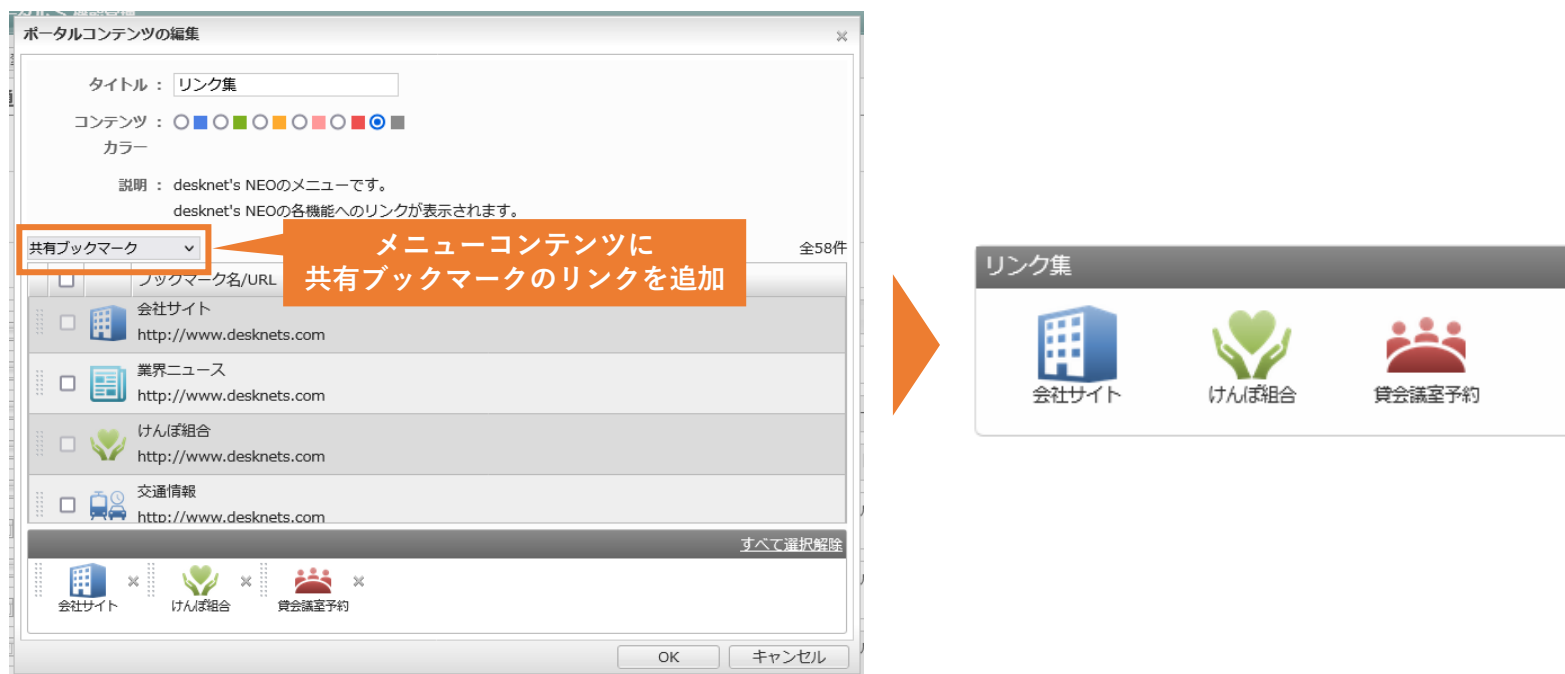 ポータルコンテンツの編集
タイトル : リンク集
コンテンツ :
カラー
説明 : desknet's NEOのメニューです。
desknet's NEOの各機能へのリンクが表示されます。
共有ブックマーク
メニューコンテンツに
共有ブックマークのリンクを追加
全58件
ブックマーク名/URL
会社サイト
http://www.desknets.com
業界ニュース
http://www.desknets.com
けんぽ組合
http://www.desknets.com
交通情報
http://www.desknets.com
すべて選択解除
会社サイト けんぽ組合 貸会議室予約
OK キャンセル
リンク集
会社サイト けんぽ組合 貸会議室予約